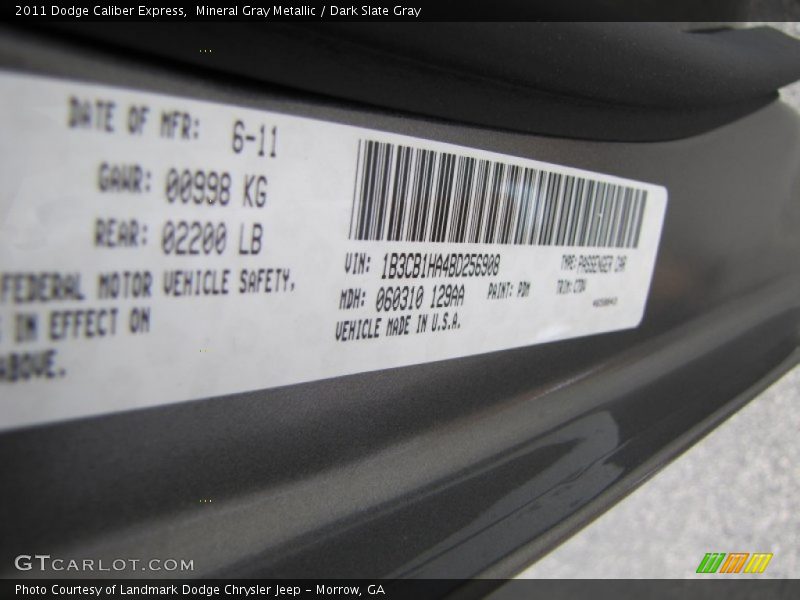 2011 Dodge Caliber Express,  Mineral Gray Metallic / Dark Slate Gray
DATE OF MFR: 6-11
GAWR: 00998 KG
REAR: 02200 LB
FEDERAL MOTOR VEHICLE SAFETY,
IN EFFECT ON
ABOVE.
VIN: 1B3CB1HA4BD256908
TYPE: PASSENGER CAR
MDH: 060310 129AA
PAINT: PDM
TRIM: CTDV
VEHICLE MADE IN U.S.A.
GTCARLOT.COM
Photo Courtesy of Landmark Dodge Chrysler Jeep - Morrow, GA